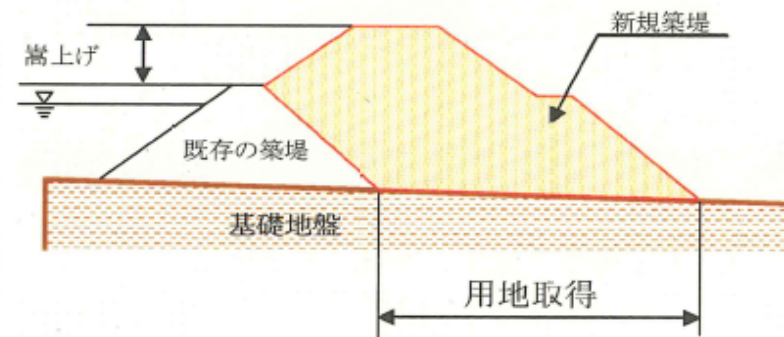 新規築堤
嵩上げ
既存の築堤
基礎地盤
用地取得